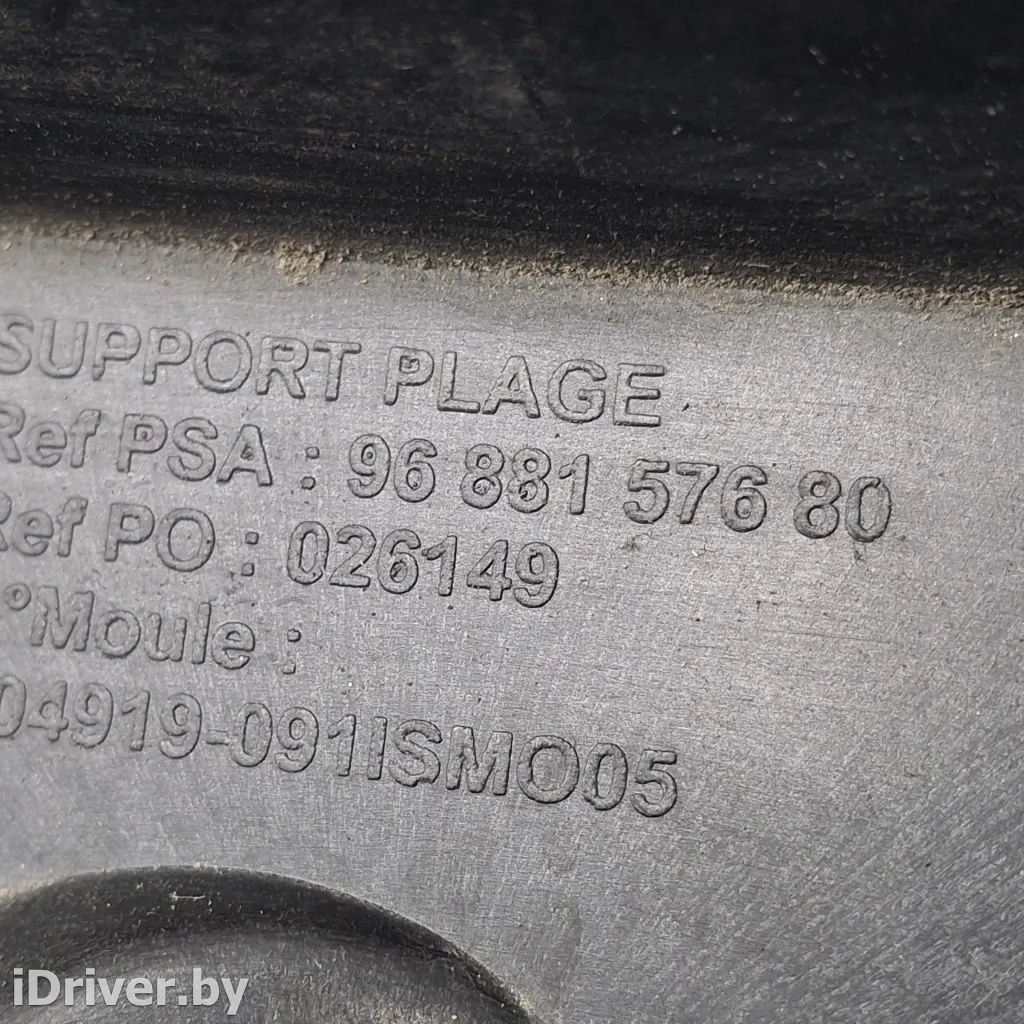 SUPPORT PLAGE
Ref PSA : 96 881 576 80
Ref PO : 026149
°Moule :
04919-091ISMO05
iDriver.by